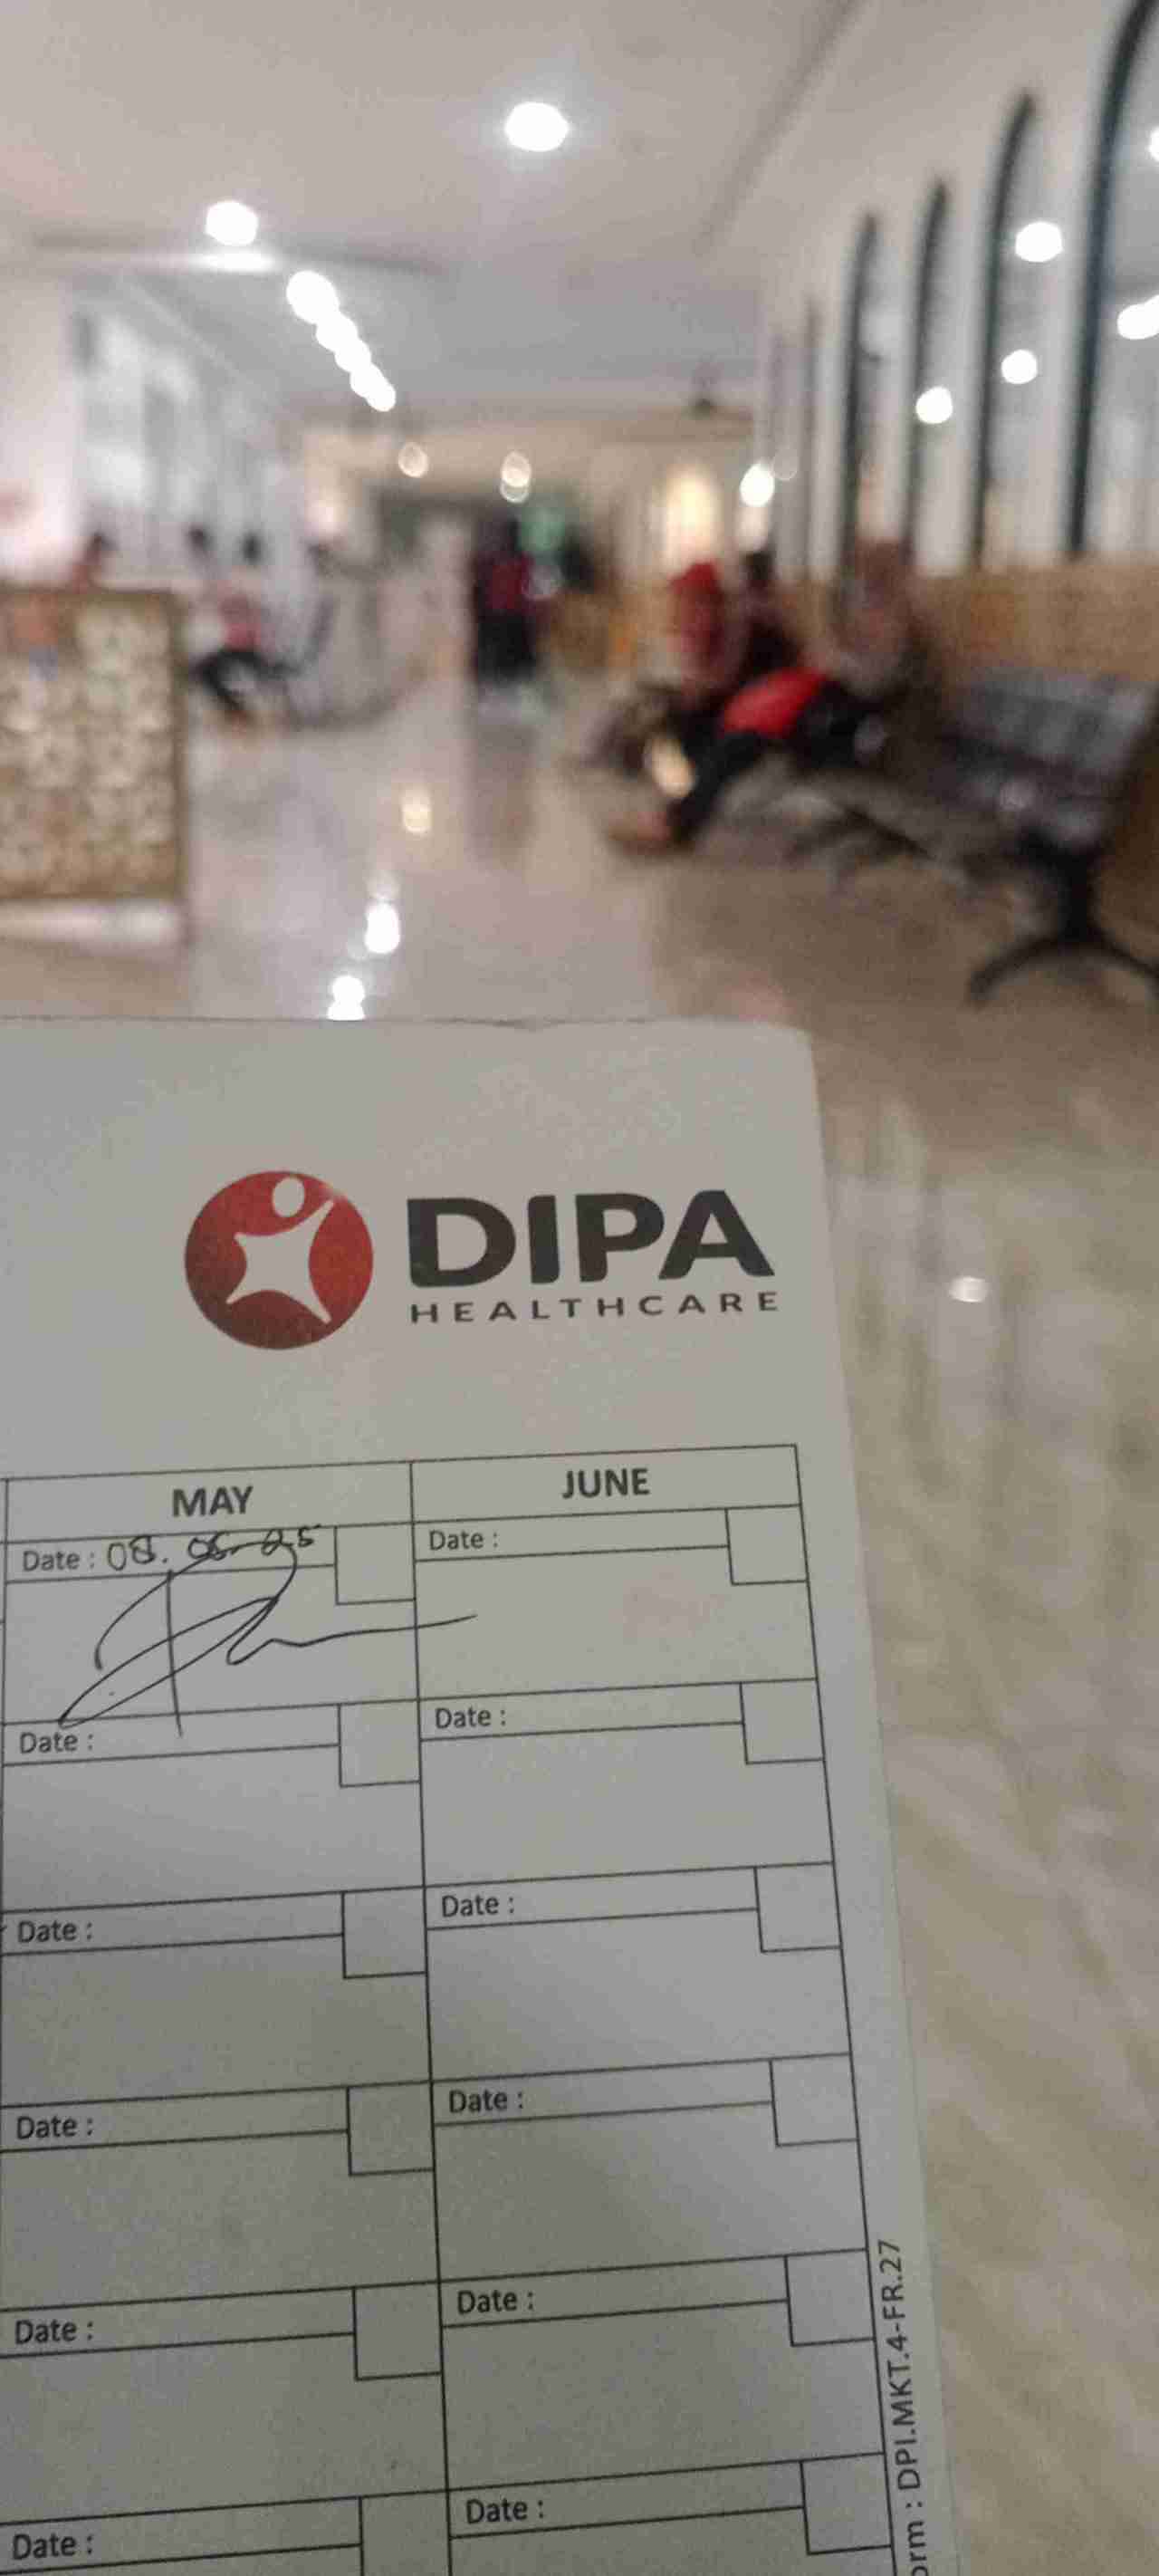 DIPA
HEALTHCARE
MAY
JUNE
Date : 08. 05. 25
Date :
Date :
Date :
Date :
Date :
Date :
Date :
Date :
Date :
Date :
Date :
orm : DPI.MKT.4-FR.27